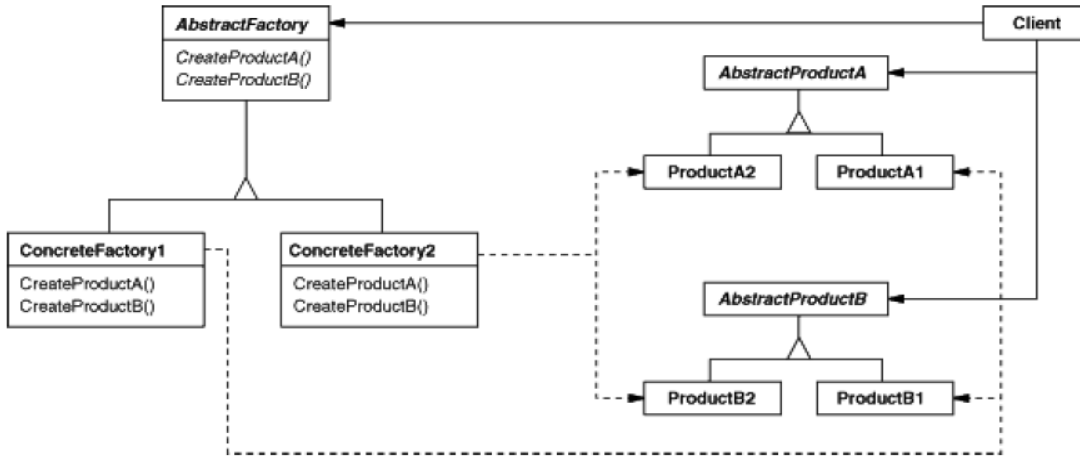 AbstractFactory
CreateProductA()
CreateProductB()
Client
AbstractProductA
ProductA2
ProductA1
ConcreteFactory1
CreateProductA()
CreateProductB()
ConcreteFactory2
CreateProductA()
CreateProductB()
AbstractProductB
ProductB2
ProductB1